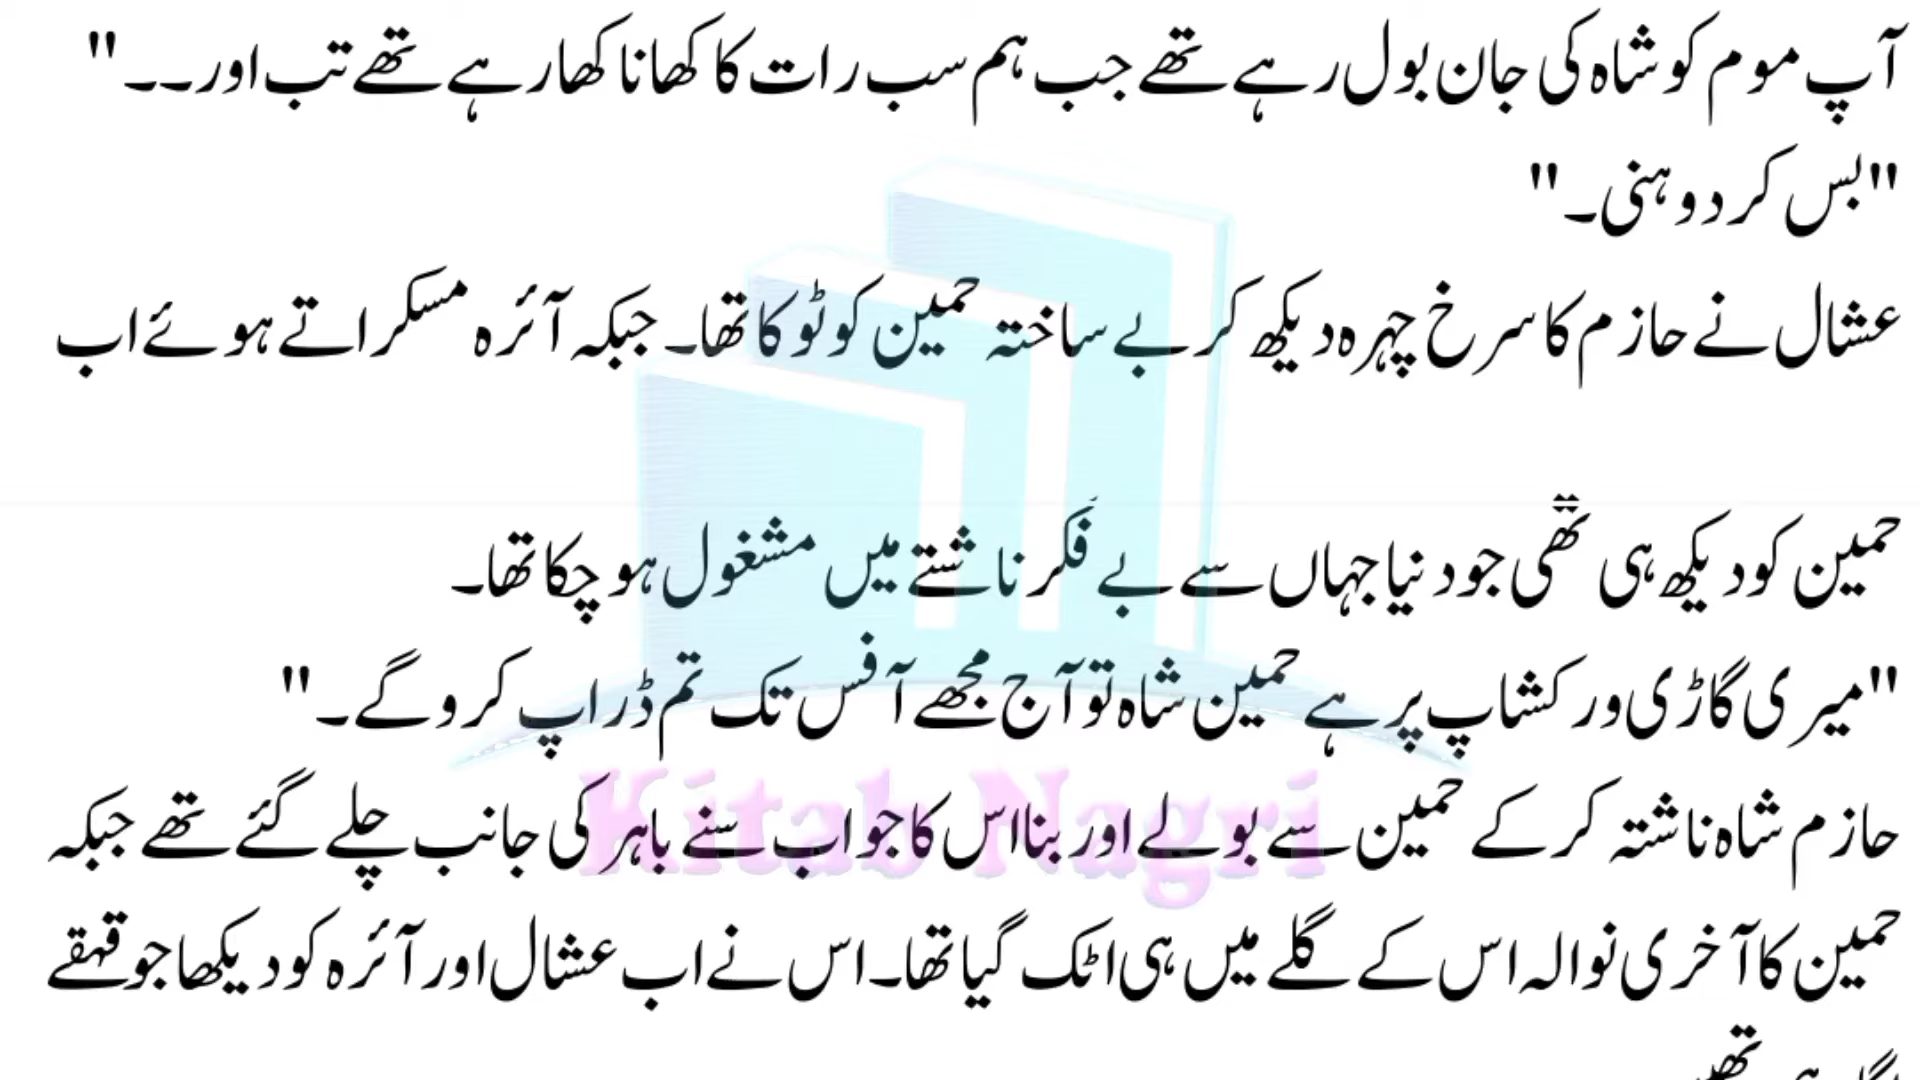 آپ موم کو شاہ کی جان بول رہے تھے جب ہم سب رات کا کھانا کھا رہے تھے تب اور۔۔"
"بس کر دو ہنی۔"
عشال نے حازم کا سرخ چہرہ دیکھ کر بے ساختہ حمین کو ٹوکا تھا۔ جبکہ آئرہ مسکراتے ہوئے اب
حمین کو دیکھ ہی تھی جو دنیا جہاں سے بے فکر ناشتے میں مشغول ہو چکا تھا۔
"میری گاڑی ورکشاپ پر ہے حمین شاہ تو آج مجھے آفس تک تم ڈراپ کرو گے۔"
حازم شاہ ناشتہ کر کے حمین سے بولے اور بنا اس کا جواب سنے باہر کی جانب چلے گئے تھے جبکہ
Kitab Nagri
حمین کا آخری نوالہ اس کے گلے میں ہی اٹک گیا تھا۔ اس نے اب عشال اور آئرہ کو دیکھا جو قہقے